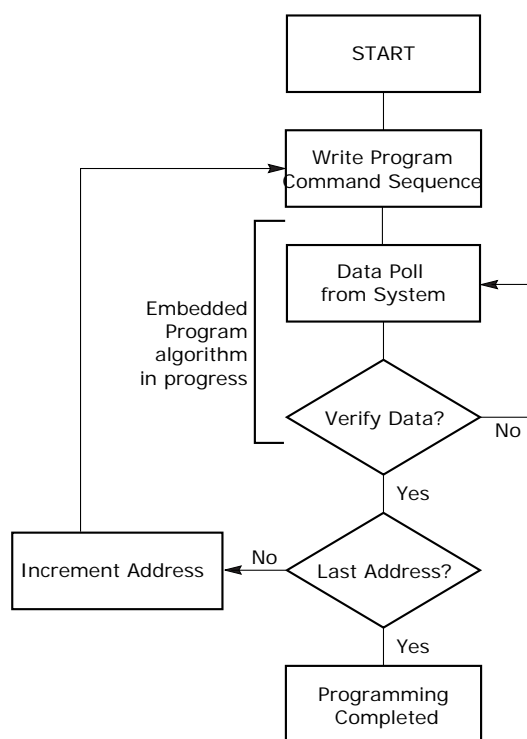 START
Write Program
Command Sequence
Data Poll
from System
Embedded
Program
algorithm
in progress
Verify Data?
No
Yes
No
Increment Address
Last Address?
Yes
Programming
Completed